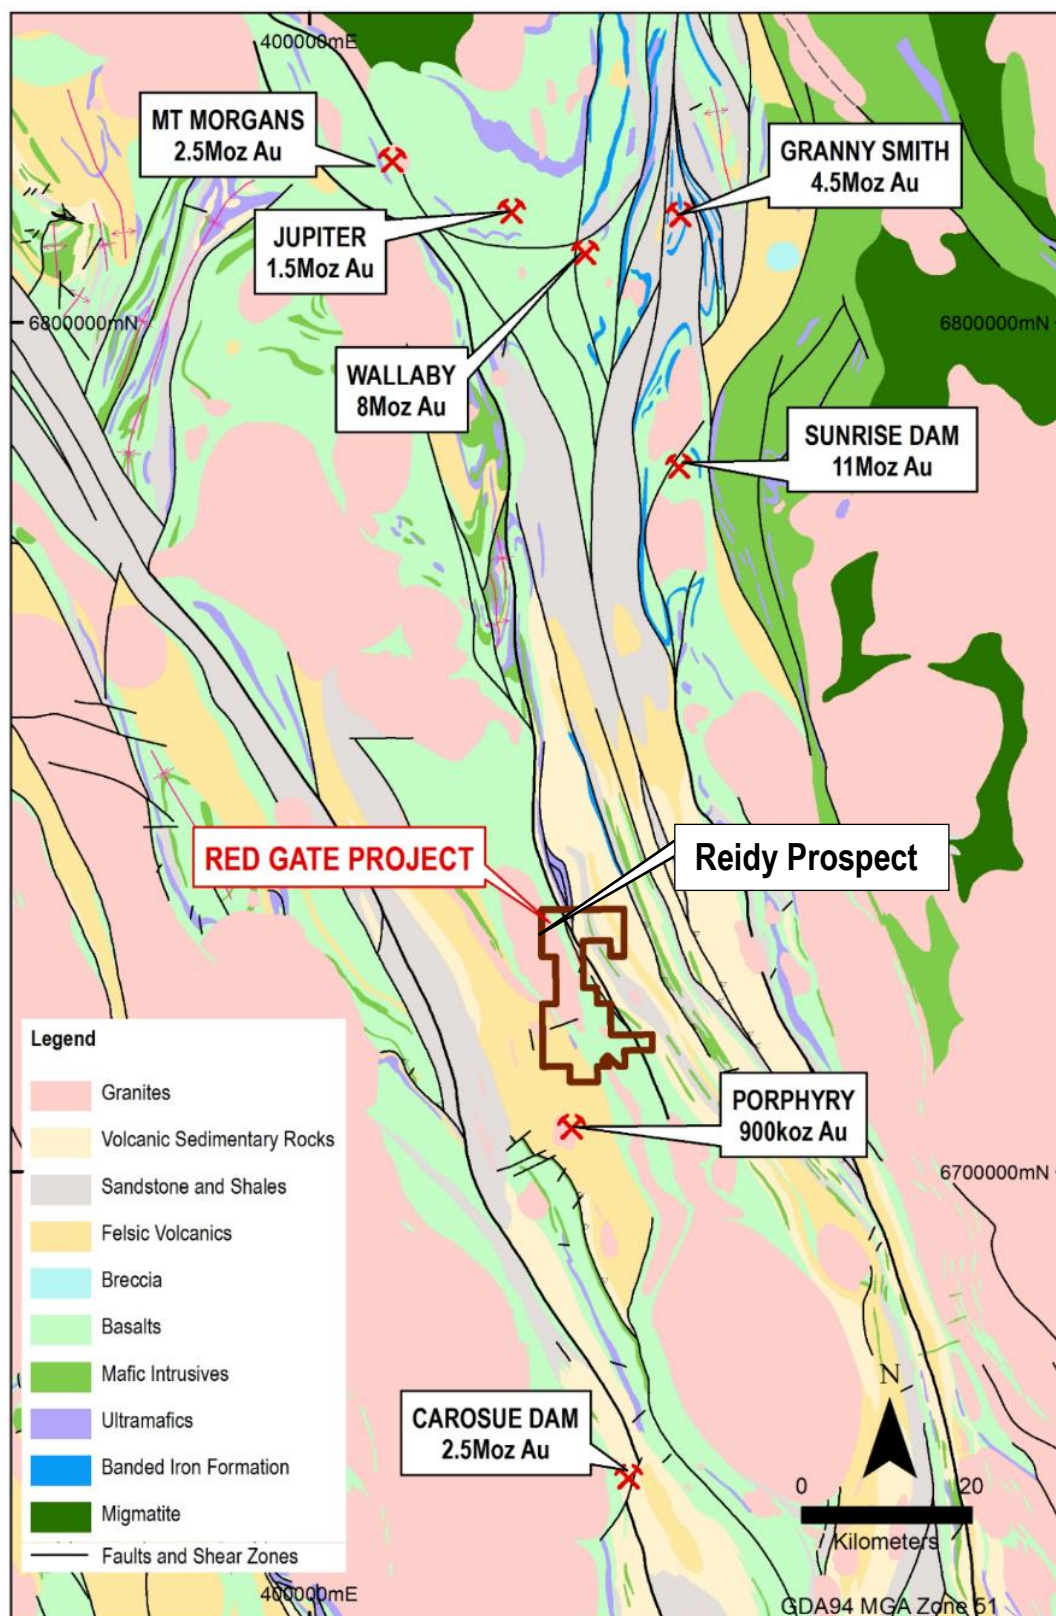 400000mE
MT MORGANS
2.5Moz Au
GRANNY SMITH
4.5Moz Au
JUPITER
1.5Moz Au
6800000mN
6800000mN
WALLABY
8Moz Au
SUNRISE DAM
11Moz Au
RED GATE PROJECT
Reidy Prospect
Legend
Granites
Volcanic Sedimentary Rocks
Sandstone and Shales
Felsic Volcanics
Breccia
Basalts
Mafic Intrusives
Ultramafics
Banded Iron Formation
Migmatite
Faults and Shear Zones
PORPHYRY
900koz Au
6700000mN
CAROSUE DAM
2.5Moz Au
N
0 20
Kilometers
400000mE
GDA94 MGA Zone 51